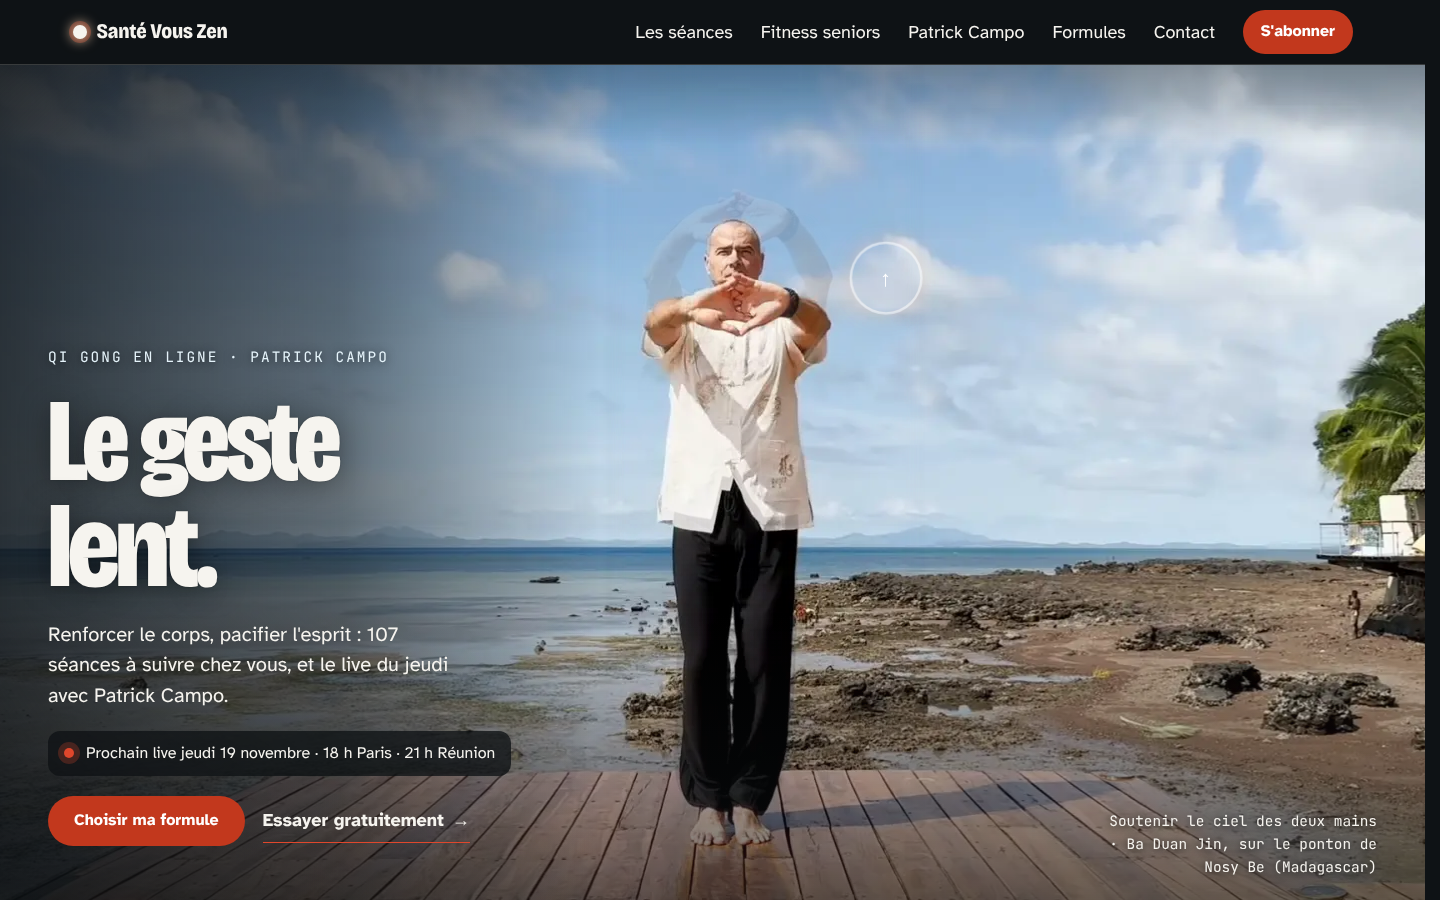 Santé Vous Zen
Les séances
Fitness seniors
Patrick Campo
Formules
Contact
S'abonner
↑
QI GONG EN LIGNE · PATRICK CAMPO
Le geste
lent.
Renforcer le corps, pacifier l'esprit : 107
séances à suivre chez vous, et le live du jeudi
avec Patrick Campo.
Prochain live jeudi 19 novembre · 18 h Paris · 21 h Réunion
Choisir ma formule
Essayer gratuitement →
Soutenir le ciel des deux mains
· Ba Duan Jin, sur le ponton de
Nosy Be (Madagascar)